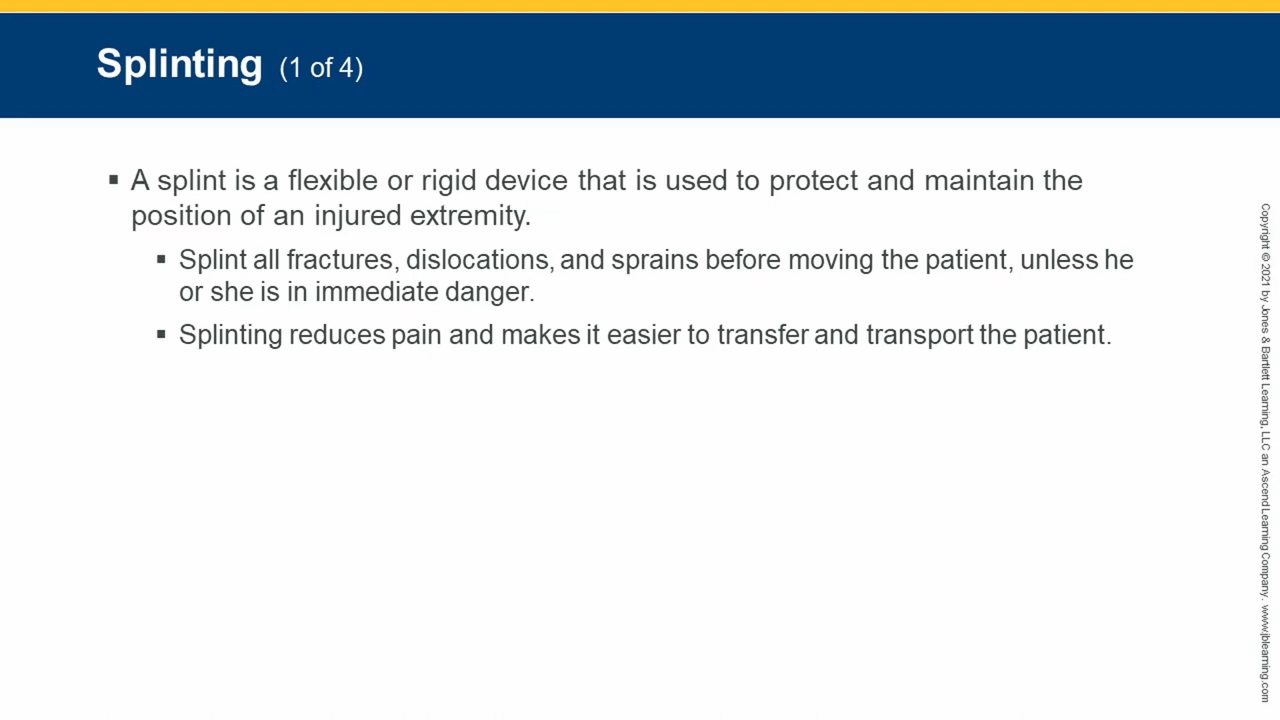 Splinting (1 of 4)
▪ A splint is a flexible or rigid device that is used to protect and maintain the
position of an injured extremity.
▪ Splint all fractures, dislocations, and sprains before moving the patient, unless he
or she is in immediate danger.
▪ Splinting reduces pain and makes it easier to transfer and transport the patient.
Copyright © 2021 by Jones & Bartlett Learning, LLC an Ascend Learning Company. www.jblearning.com